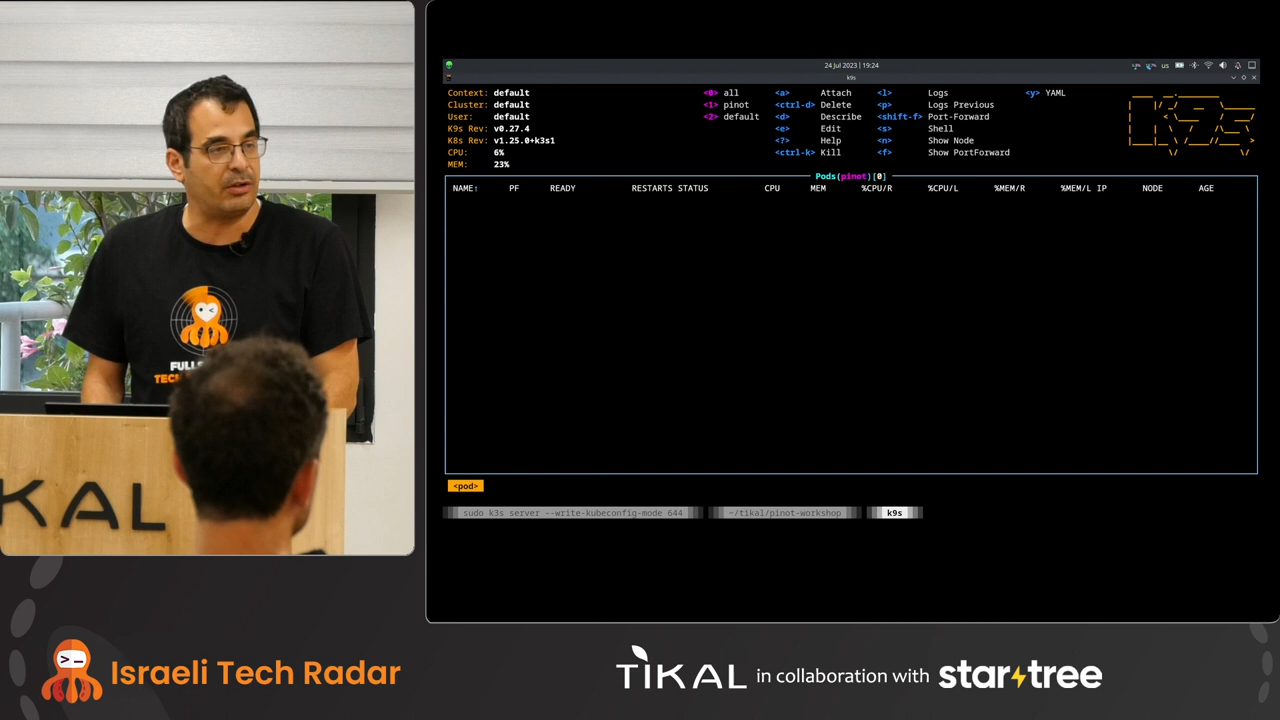 24 Jul 2023 | 19:24
us
k9s
Context: default <0> all <a> Attach <l> Logs <y> YAML
Cluster: default <1> pinot <ctrl-d> Delete <p> Logs Previous
User: default <2> default <d> Describe <shift-f> Port-Forward
K9s Rev: v0.27.4 <e> Edit <s> Shell
K8s Rev: v1.25.0+k3s1 <?> Help <n> Show Node
CPU: 6% <ctrl-k> Kill <f> Show PortForward
MEM: 23%
Pods(pinot)[0]
NAME↑ PF READY RESTARTS STATUS CPU MEM %CPU/R %CPU/L %MEM/R %MEM/L IP NODE AGE
<pod>
sudo k3s server --write-kubeconfig-mode 644 ~/tikal/pinot-workshop k9s
KAL
Israeli Tech Radar
TIKAL in collaboration with startree